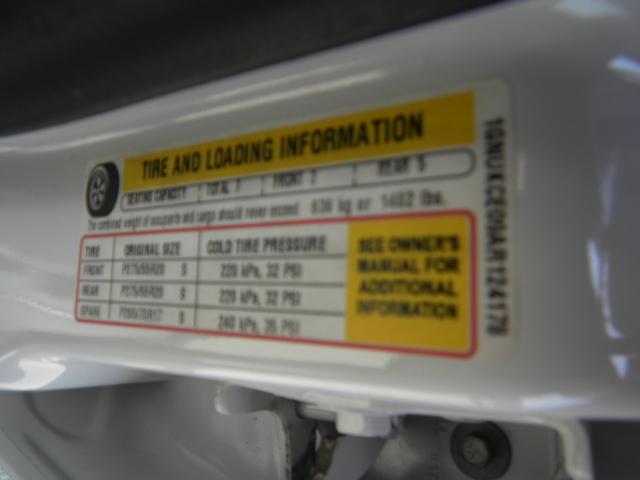 TIRE AND LOADING INFORMATION
SEATING CAPACITY TOTAL 7 FRONT 2 REAR 5
The combined weight of occupants and cargo should never exceed 636 kg or 1402 lbs.
TIRE ORIGINAL SIZE COLD TIRE PRESSURE
FRONT P275/55R20 S 220 kPa, 32 PSI
REAR P275/55R20 S 220 kPa, 32 PSI
SPARE P265/70R17 S 240 kPa, 35 PSI
SEE OWNER'S
MANUAL FOR
ADDITIONAL
INFORMATION